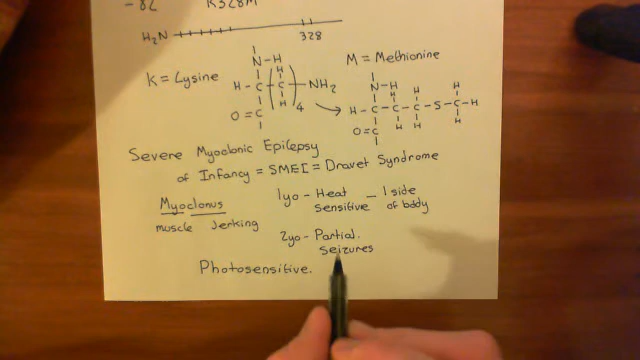 K328M
H₂N
328
K = Lysine
M = Methionine
N-H
H
H-C-(C)-NH₂
H
4
O=C
N-H
H H H
H-C-C-C-S-C-H
H H H
O=C
Severe Myoclonic Epilepsy
of Infancy = SMEI = Dravet Syndrome
Myoclonus
muscle Jerking
1yo - Heat sensitive - 1 side of body
2yo - Partial. seizures
Photosensitive.